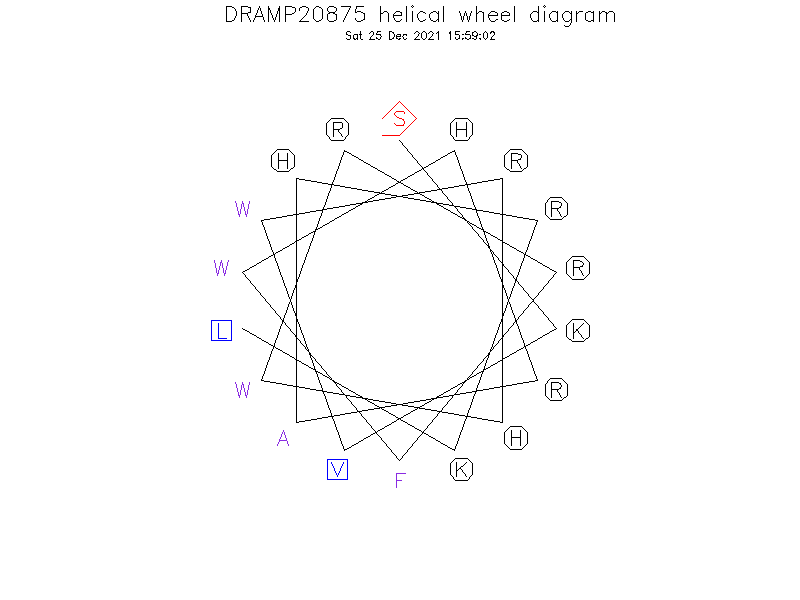 DRAMP20875 helical wheel diagram
Sat 25 Dec 2021 15:59:02
S
R H
H R
W R
W R
L K
W R
A H
V K
F